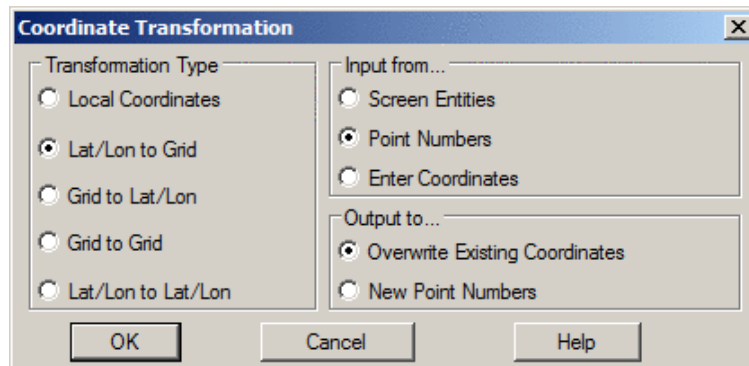 Coordinate Transformation
Transformation Type
Local Coordinates
Lat/Lon to Grid
Grid to Lat/Lon
Grid to Grid
Lat/Lon to Lat/Lon
Input from...
Screen Entities
Point Numbers
Enter Coordinates
Output to...
Overwrite Existing Coordinates
New Point Numbers
OK
Cancel
Help